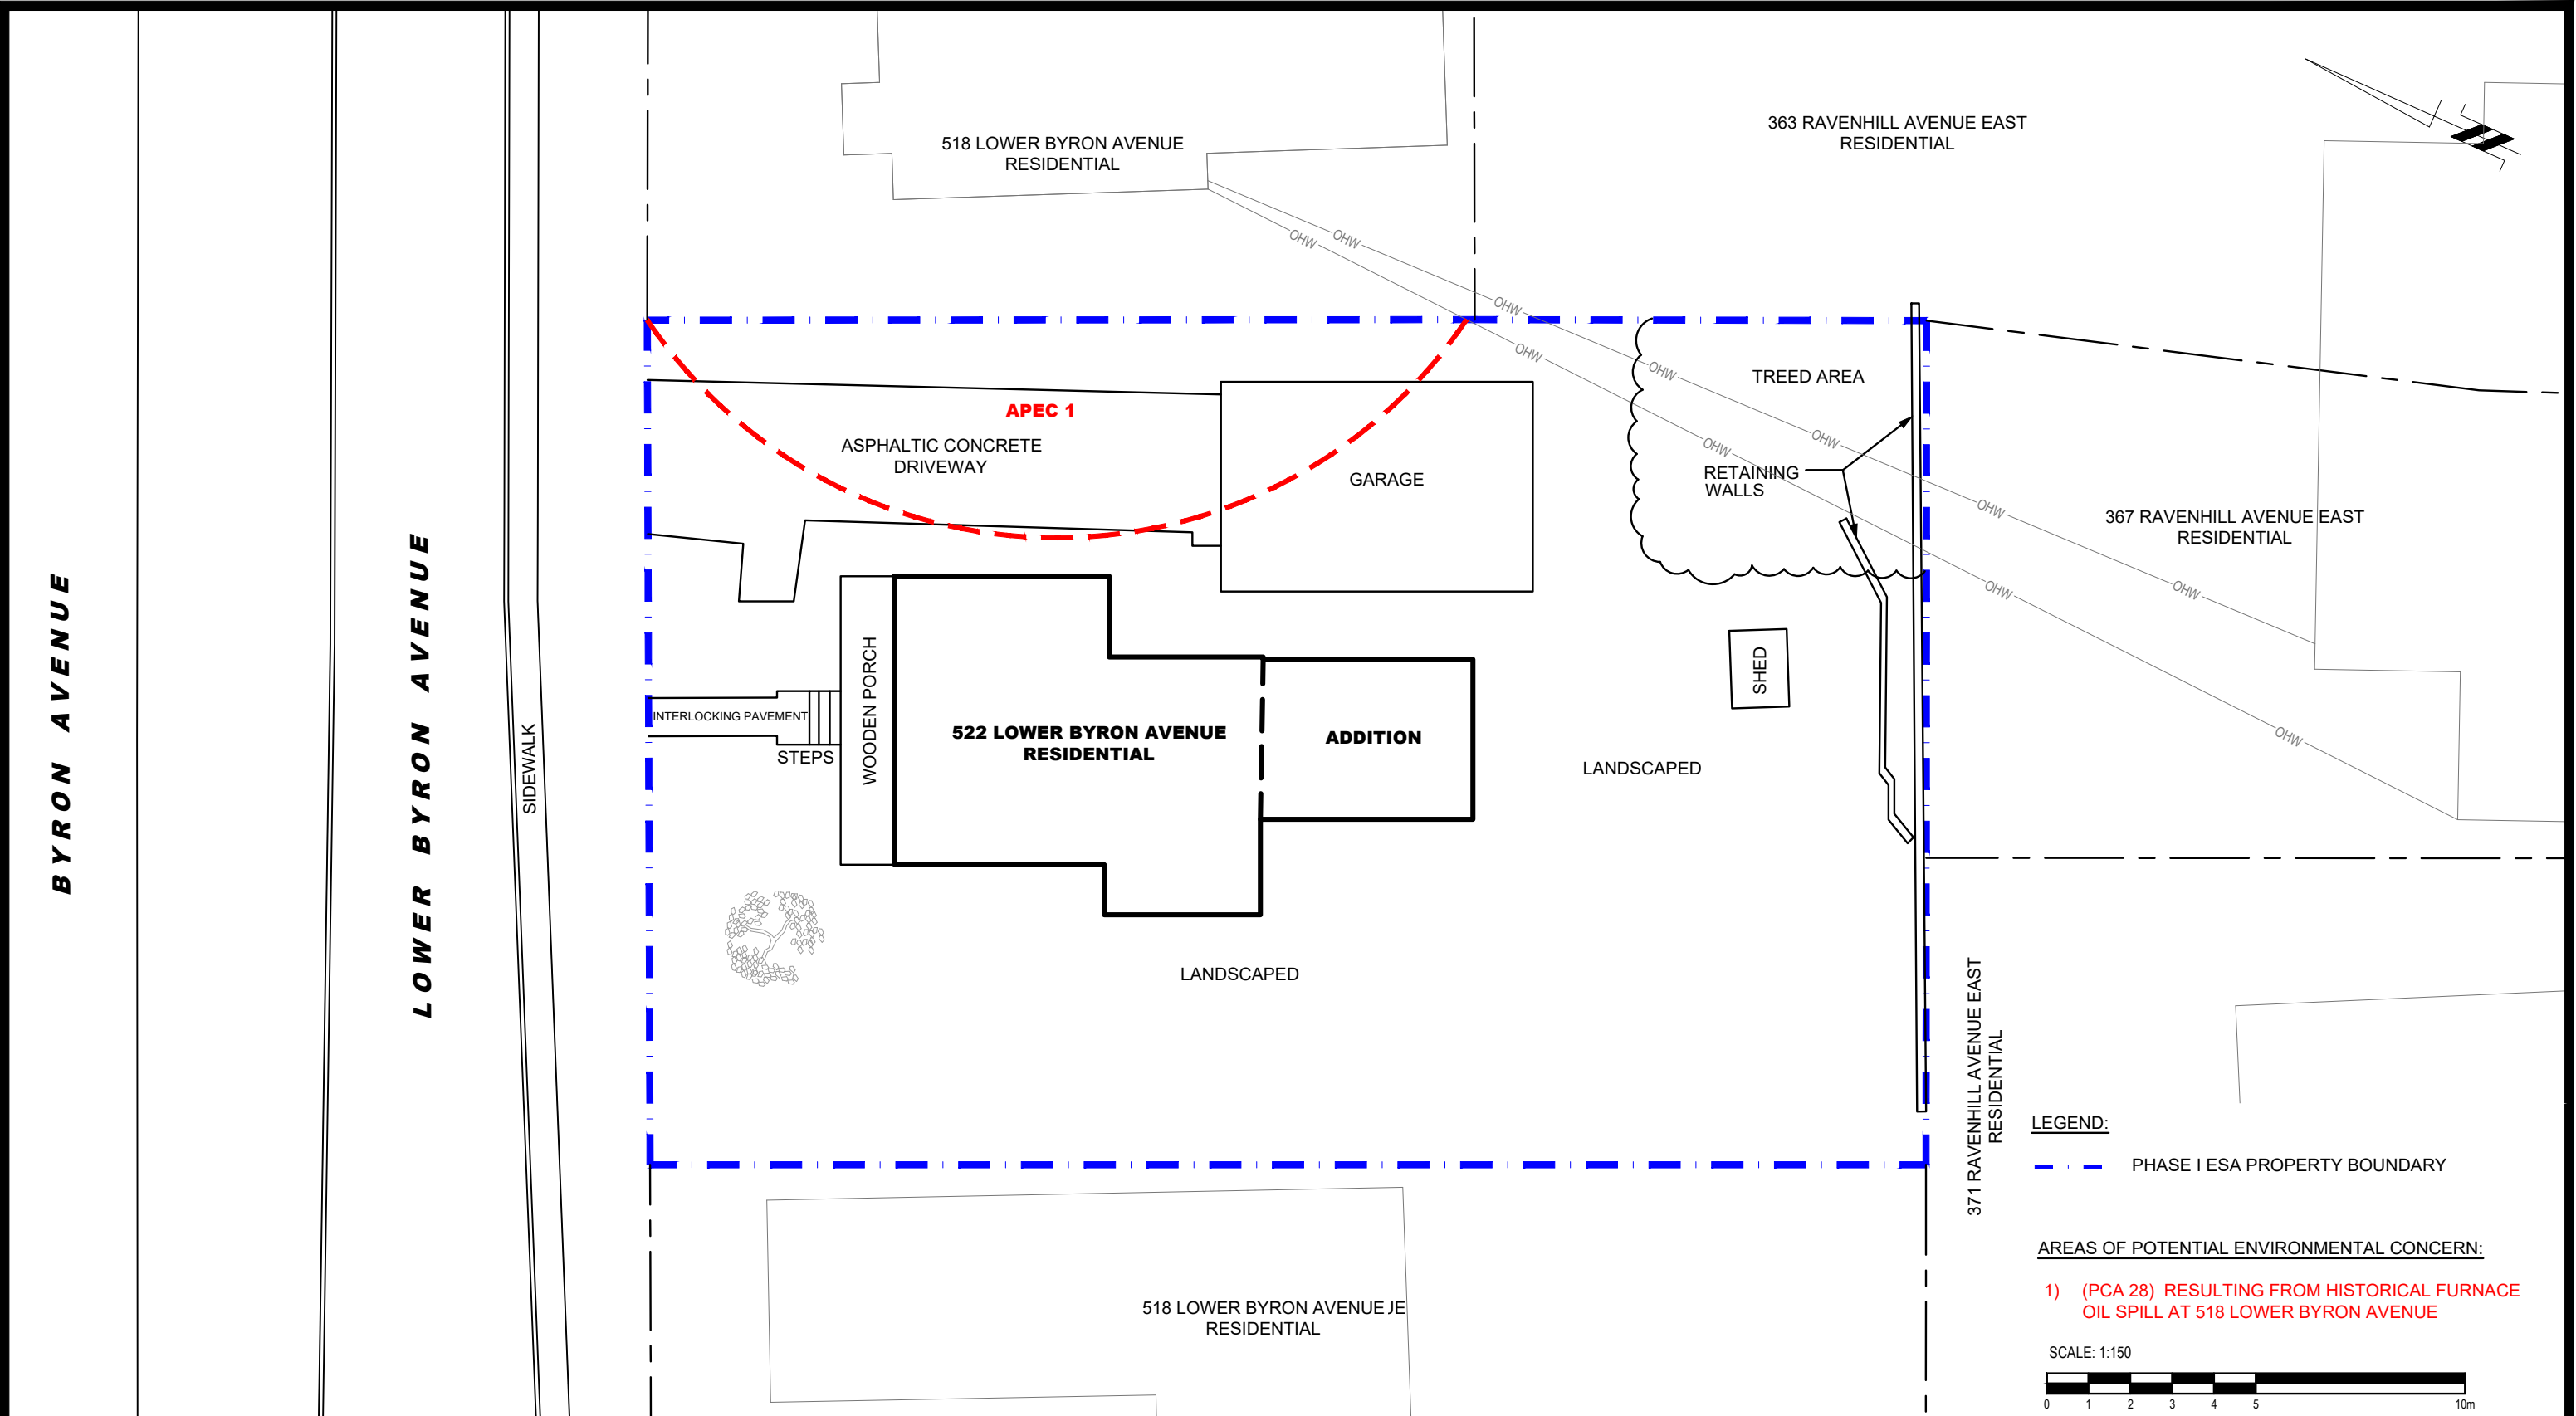 518 LOWER BYRON AVENUE
RESIDENTIAL
363 RAVENHILL AVENUE EAST
RESIDENTIAL
OHW
OHW
OHW
OHW
OHW
OHW
OHW
OHW
OHW
OHW
OHW
TREED AREA
APEC 1
ASPHALTIC CONCRETE
DRIVEWAY
GARAGE
RETAINING
WALLS
367 RAVENHILL AVENUE EAST
RESIDENTIAL
BYRON AVENUE
LOWER BYRON AVENUE
SIDEWALK
INTERLOCKING PAVEMENT
STEPS
WOODEN PORCH
522 LOWER BYRON AVENUE
RESIDENTIAL
ADDITION
SHED
LANDSCAPED
LANDSCAPED
371 RAVENHILL AVENUE EAST
RESIDENTIAL
518 LOWER BYRON AVENUE JE
RESIDENTIAL
LEGEND:
PHASE I ESA PROPERTY BOUNDARY
AREAS OF POTENTIAL ENVIRONMENTAL CONCERN:
1) (PCA 28) RESULTING FROM HISTORICAL FURNACE
OIL SPILL AT 518 LOWER BYRON AVENUE
SCALE: 1:150
0 1 2 3 4 5 10m